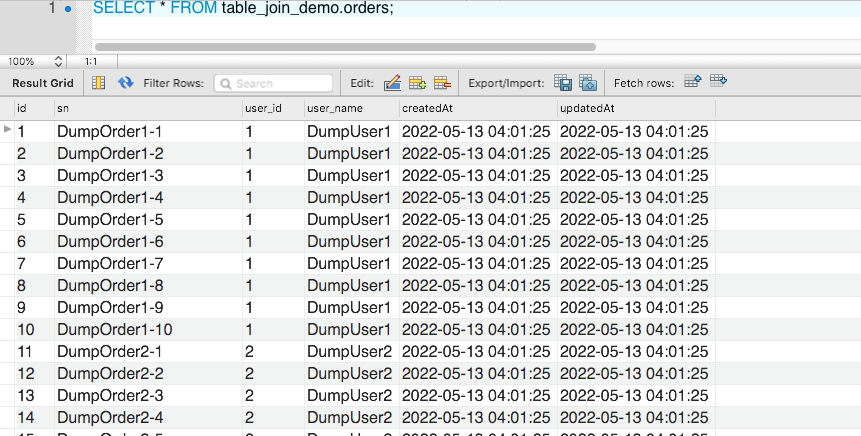 1 SELECT * FROM table_join_demo.orders;
100% 1:1
Result Grid Filter Rows: Search Edit: Export/Import: Fetch rows:
id sn user_id user_name createdAt updatedAt
1 DumpOrder1-1 1 DumpUser1 2022-05-13 04:01:25 2022-05-13 04:01:25
2 DumpOrder1-2 1 DumpUser1 2022-05-13 04:01:25 2022-05-13 04:01:25
3 DumpOrder1-3 1 DumpUser1 2022-05-13 04:01:25 2022-05-13 04:01:25
4 DumpOrder1-4 1 DumpUser1 2022-05-13 04:01:25 2022-05-13 04:01:25
5 DumpOrder1-5 1 DumpUser1 2022-05-13 04:01:25 2022-05-13 04:01:25
6 DumpOrder1-6 1 DumpUser1 2022-05-13 04:01:25 2022-05-13 04:01:25
7 DumpOrder1-7 1 DumpUser1 2022-05-13 04:01:25 2022-05-13 04:01:25
8 DumpOrder1-8 1 DumpUser1 2022-05-13 04:01:25 2022-05-13 04:01:25
9 DumpOrder1-9 1 DumpUser1 2022-05-13 04:01:25 2022-05-13 04:01:25
10 DumpOrder1-10 1 DumpUser1 2022-05-13 04:01:25 2022-05-13 04:01:25
11 DumpOrder2-1 2 DumpUser2 2022-05-13 04:01:25 2022-05-13 04:01:25
12 DumpOrder2-2 2 DumpUser2 2022-05-13 04:01:25 2022-05-13 04:01:25
13 DumpOrder2-3 2 DumpUser2 2022-05-13 04:01:25 2022-05-13 04:01:25
14 DumpOrder2-4 2 DumpUser2 2022-05-13 04:01:25 2022-05-13 04:01:25